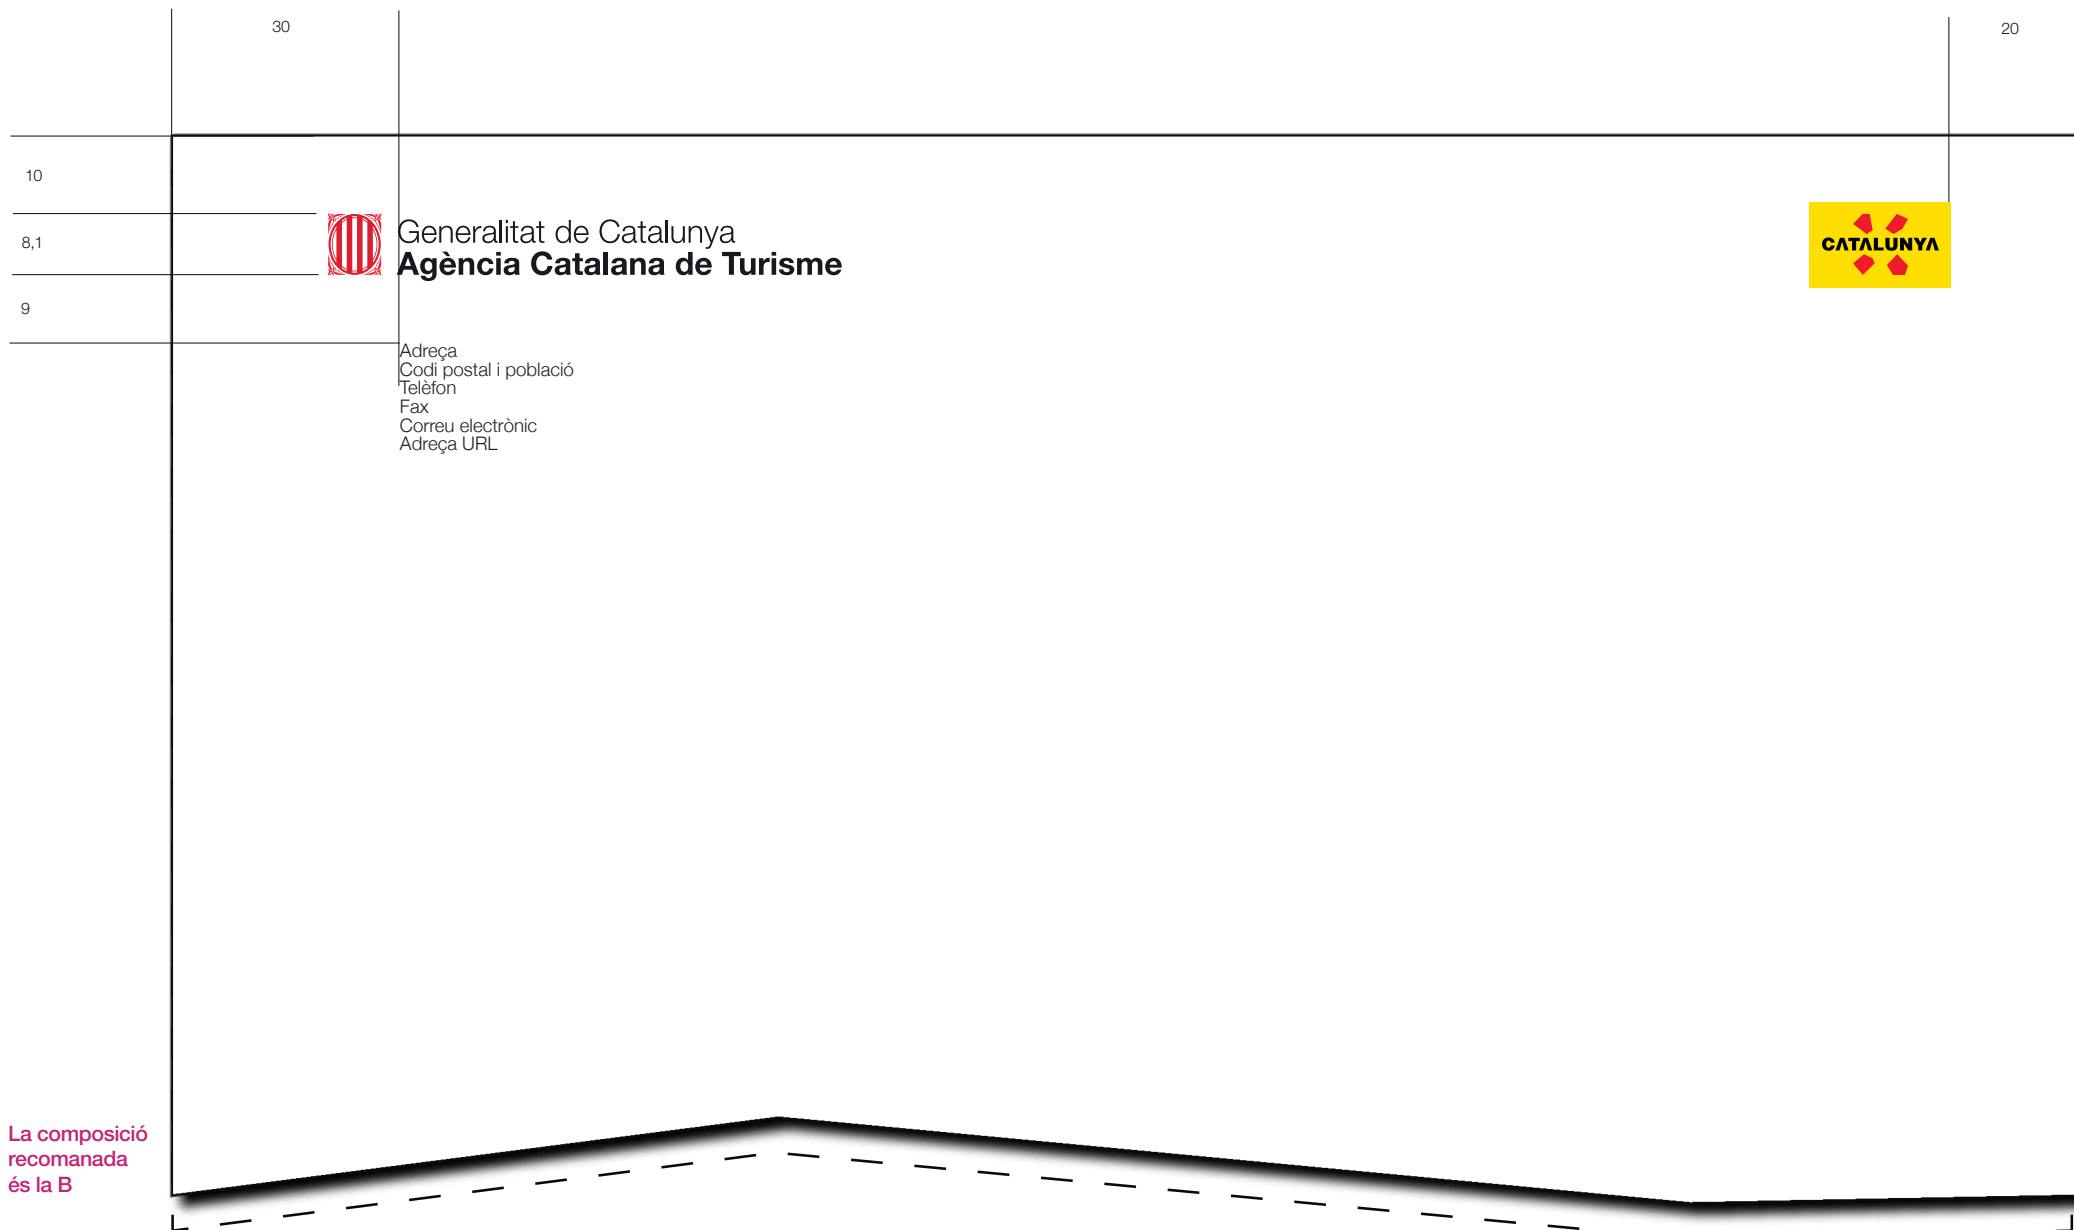 30
20
10
8,1
9
Generalitat de Catalunya
Agència Catalana de Turisme
CATALUNYA
Adreça
Codi postal i població
Telèfon
Fax
Correu electrònic
Adreça URL
La composició
recomanada
és la B